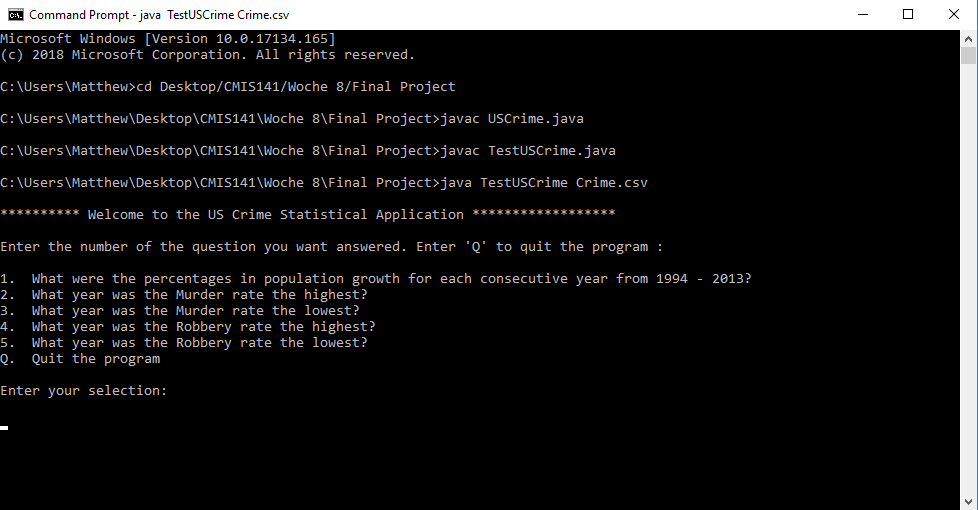 Command Prompt - java  TestUSCrime Crime.csv
Microsoft Windows [Version 10.0.17134.165]
(c) 2018 Microsoft Corporation. All rights reserved.
C:\Users\Matthew>cd Desktop/CMIS141/Woche 8/Final Project
C:\Users\Matthew\Desktop\CMIS141\Woche 8\Final Project>javac USCrime.java
C:\Users\Matthew\Desktop\CMIS141\Woche 8\Final Project>javac TestUSCrime.java
C:\Users\Matthew\Desktop\CMIS141\Woche 8\Final Project>java TestUSCrime Crime.csv
********** Welcome to the US Crime Statistical Application ******************
Enter the number of the question you want answered. Enter 'Q' to quit the program :
1.  What were the percentages in population growth for each consecutive year from 1994 - 2013?
2.  What year was the Murder rate the highest?
3.  What year was the Murder rate the lowest?
4.  What year was the Robbery rate the highest?
5.  What year was the Robbery rate the lowest?
Q.  Quit the program
Enter your selection: